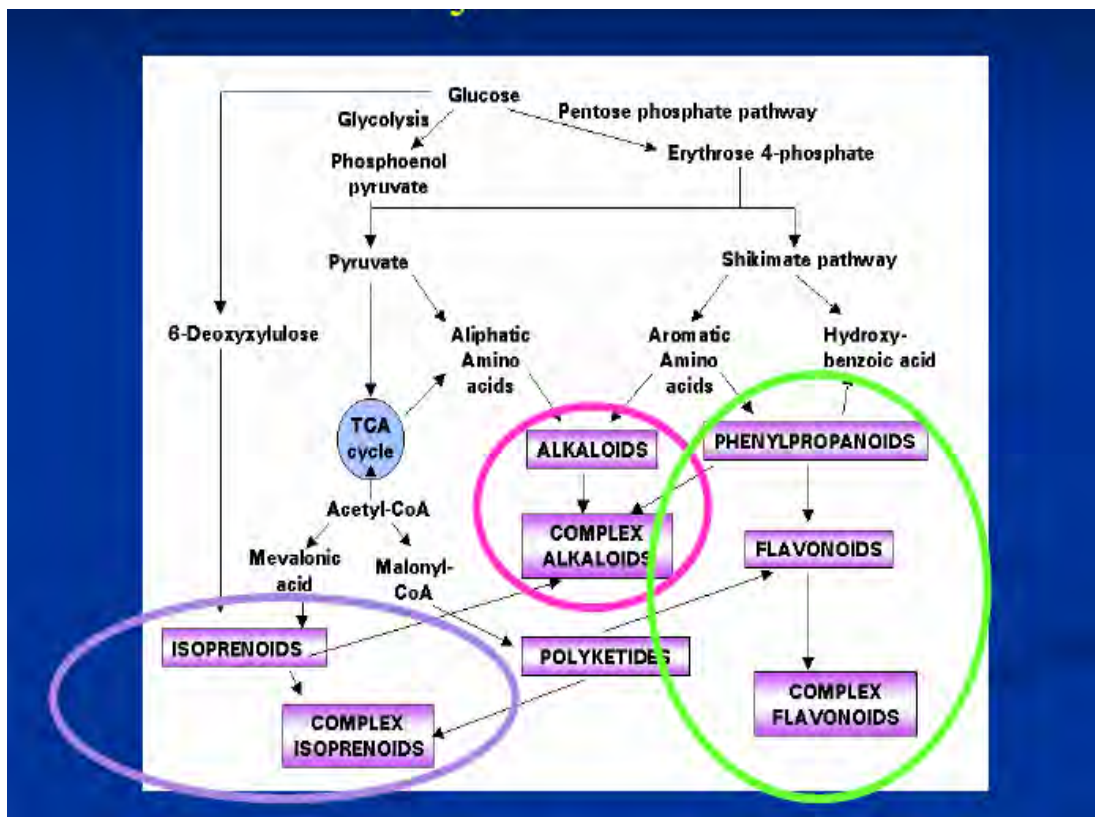 Glucose
Glycolysis
Pentose phosphate pathway
Phosphoenol
pyruvate
Erythrose 4-phosphate
Pyruvate
Shikimate pathway
6-Deoxyxylulose
Aliphatic
Amino
acids
Aromatic
Amino
acids
Hydroxy-
benzoic acid
TCA
cycle
ALKALOIDS
PHENYLPROPANOIDS
Acetyl-CoA
COMPLEX
ALKALOIDS
FLAVONOIDS
Mevalonic
acid
Malonyl-
CoA
ISOPRENOIDS
POLYKETIDES
COMPLEX
ISOPRENOIDS
COMPLEX
FLAVONOIDS